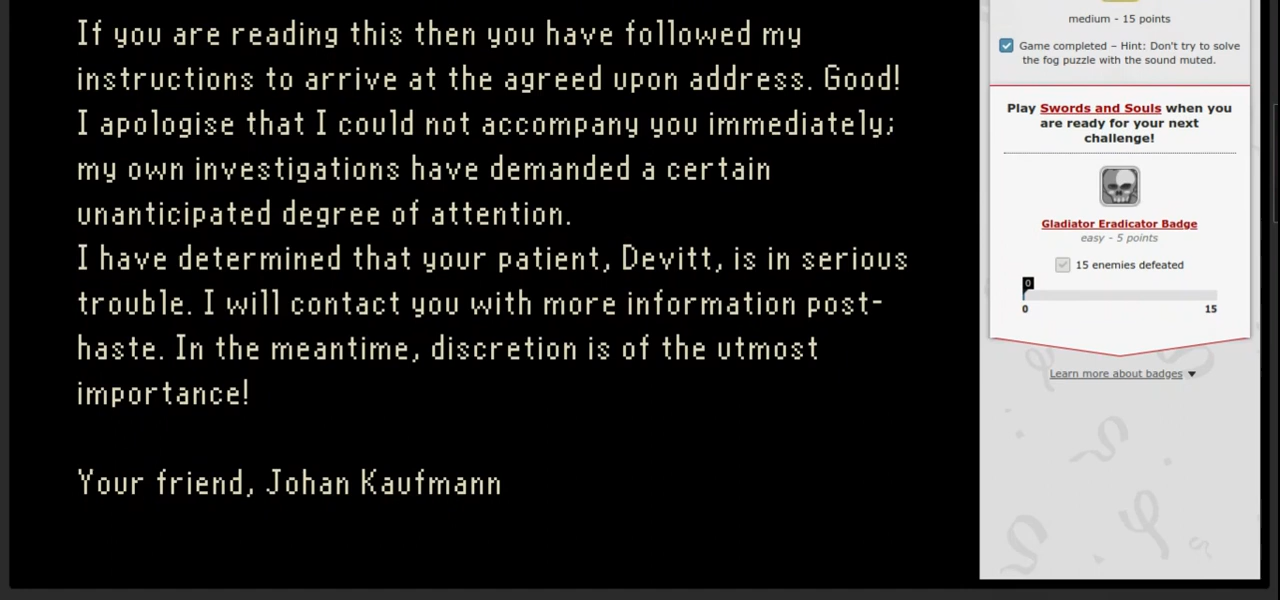 If you are reading this then you have followed my
instructions to arrive at the agreed upon address. Good!
I apologise that I could not accompany you immediately;
my own investigations have demanded a certain
unanticipated degree of attention.
I have determined that your patient, Devitt, is in serious
trouble. I will contact you with more information post-
haste. In the meantime, discretion is of the utmost
importance!
Your friend, Johan Kaufmann
medium - 15 points
Game completed – Hint: Don't try to solve
the fog puzzle with the sound muted.
Play Swords and Souls when you
are ready for your next
challenge!
Gladiator Eradicator Badge
easy - 5 points
15 enemies defeated
0
0 15
Learn more about badges